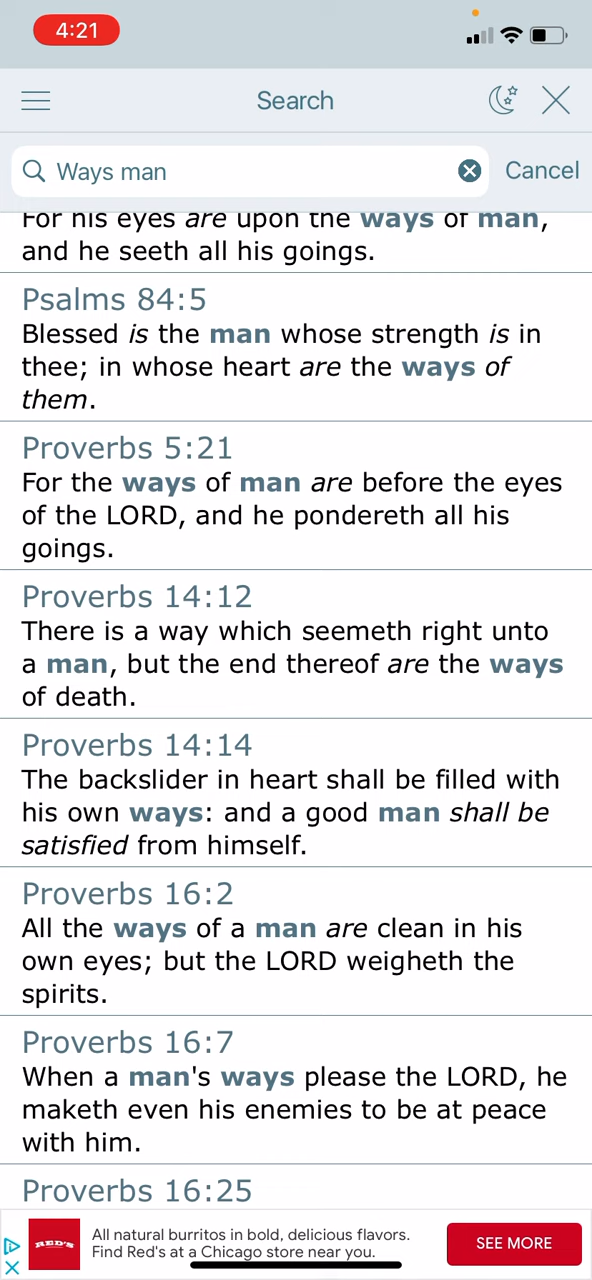 4:21
Search
Ways man
Cancel
For his eyes are upon the ways of man,
and he seeth all his goings.
Psalms 84:5
Blessed is the man whose strength is in
thee; in whose heart are the ways of
them.
Proverbs 5:21
For the ways of man are before the eyes
of the LORD, and he pondereth all his
goings.
Proverbs 14:12
There is a way which seemeth right unto
a man, but the end thereof are the ways
of death.
Proverbs 14:14
The backslider in heart shall be filled with
his own ways: and a good man shall be
satisfied from himself.
Proverbs 16:2
All the ways of a man are clean in his
own eyes; but the LORD weigheth the
spirits.
Proverbs 16:7
When a man's ways please the LORD, he
maketh even his enemies to be at peace
with him.
Proverbs 16:25
RED'S
All natural burritos in bold, delicious flavors.
Find Red's at a Chicago store near you.
SEE MORE